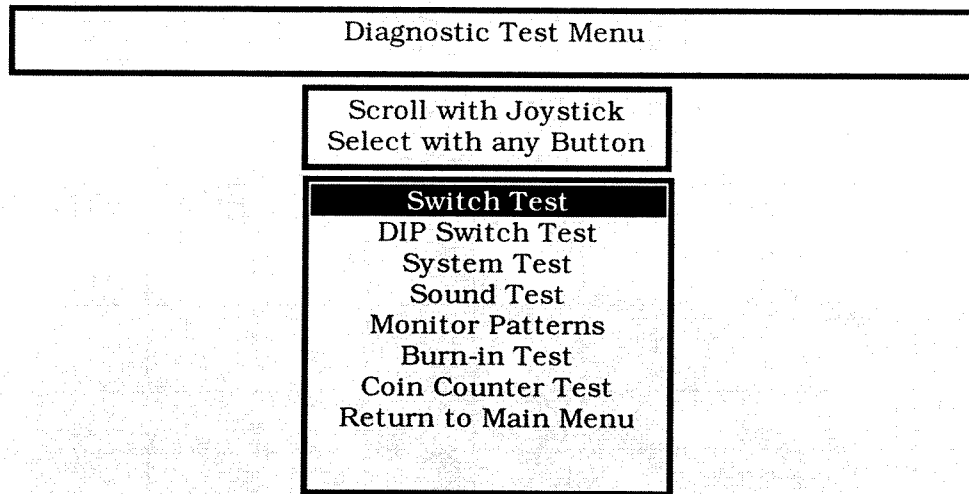 Diagnostic Test Menu
Scroll with Joystick
Select with any Button
Switch Test
DIP Switch Test
System Test
Sound Test
Monitor Patterns
Burn-in Test
Coin Counter Test
Return to Main Menu